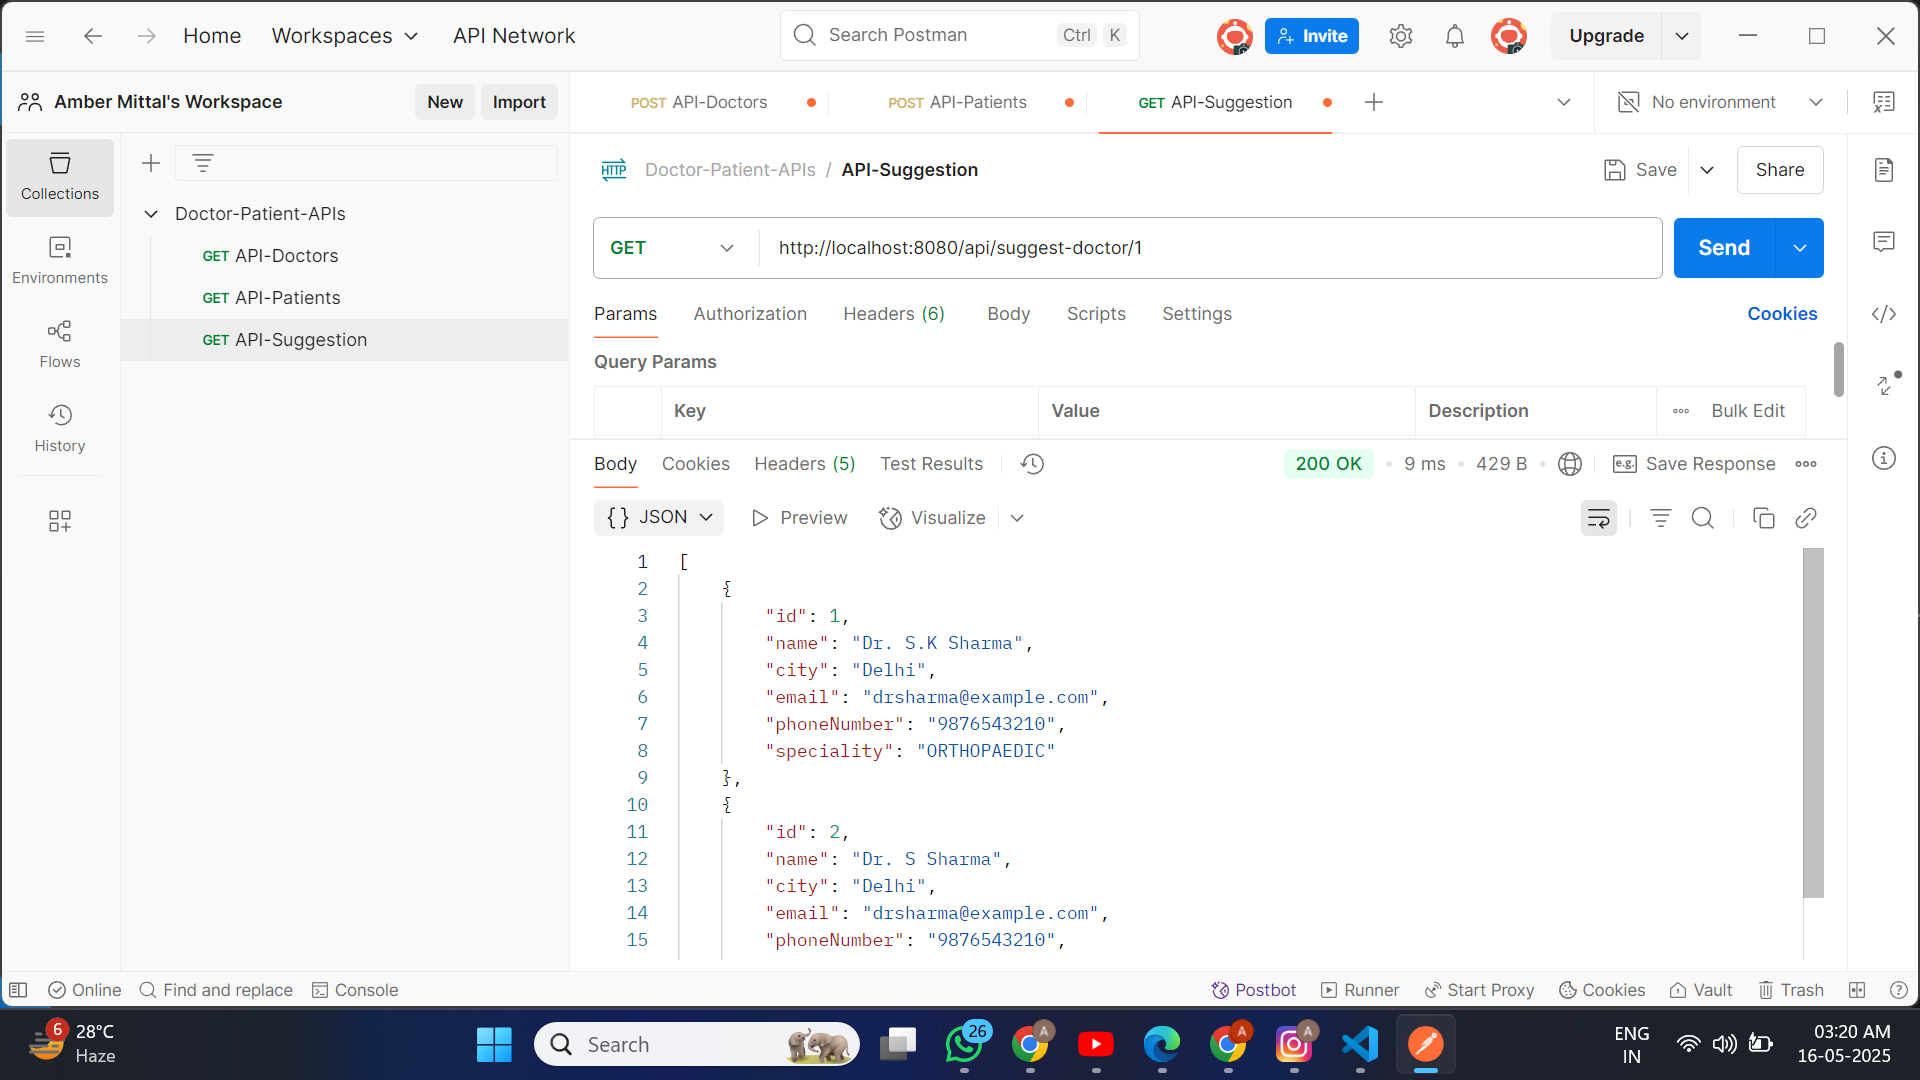 Home Workspaces API Network Search Postman Ctrl K Invite Upgrade
Amber Mittal's Workspace New Import POST API-Doctors POST API-Patients GET API-Suggestion No environment
Collections
Environments
Flows
History
Doctor-Patient-APIs
GET API-Doctors
GET API-Patients
GET API-Suggestion
HTTP Doctor-Patient-APIs / API-Suggestion Save Share
GET http://localhost:8080/api/suggest-doctor/1 Send
Params Authorization Headers (6) Body Scripts Settings Cookies
Query Params
Key Value Description Bulk Edit
Body Cookies Headers (5) Test Results 200 OK 9 ms 429 B e.g. Save Response
{} JSON Preview Visualize
1 [
2 {
3 "id": 1,
4 "name": "Dr. S.K Sharma",
5 "city": "Delhi",
6 "email": "drsharma@example.com",
7 "phoneNumber": "9876543210",
8 "speciality": "ORTHOPAEDIC"
9 },
10 {
11 "id": 2,
12 "name": "Dr. S Sharma",
13 "city": "Delhi",
14 "email": "drsharma@example.com",
15 "phoneNumber": "9876543210",
Online Find and replace Console Postbot Runner Start Proxy Cookies Vault Trash
6 28°C
Haze
Search
26 A A A
ENG
IN
03:20 AM
16-05-2025